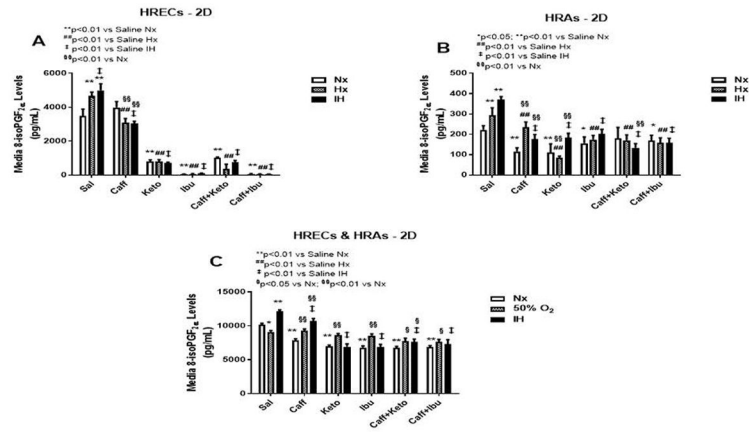 HRECs - 2D
A
**p<0.01 vs Saline Nx
##p<0.01 vs Saline Hx
‡ p<0.01 vs Saline IH
§§p<0.01 vs Nx
Media 8-isoPGF2α Levels
(pg/mL)
6000
4000
2000
0
** ‡ **
§§ ## §§ ‡
** ## ‡
** ## ‡
** ## ‡
** ## ‡
Sal
Caff
Keto
Ibu
Caff+Keto
Caff+Ibu
Nx
Hx
IH
HRAs - 2D
B
*p<0.05; **p<0.01 vs Saline Nx
##p<0.01 vs Saline Hx
‡ p<0.01 vs Saline IH
§§p<0.01 vs Nx
Media 8-isoPGF2α Levels
(pg/mL)
400
300
200
100
0
** **
** §§ ## §§ ‡
** §§ ## §§ ‡
* ## ‡
## §§ ‡
* ## ‡
Sal
Caff
Keto
Ibu
Caff+Keto
Caff+Ibu
Nx
Hx
IH
HRECs & HRAs - 2D
C
**p<0.01 vs Saline Nx
##p<0.01 vs Saline Hx
‡ p<0.01 vs Saline IH
§p<0.05 vs Nx; §§p<0.01 vs Nx
Media 8-isoPGF2α Levels
(pg/mL)
15000
10000
5000
0
* **
** §§ §§ ‡
** §§ ‡
** §§ ‡
** § § ‡
** § ‡
Sal
Caff
Keto
Ibu
Caff+Keto
Caff+Ibu
Nx
50% O2
IH